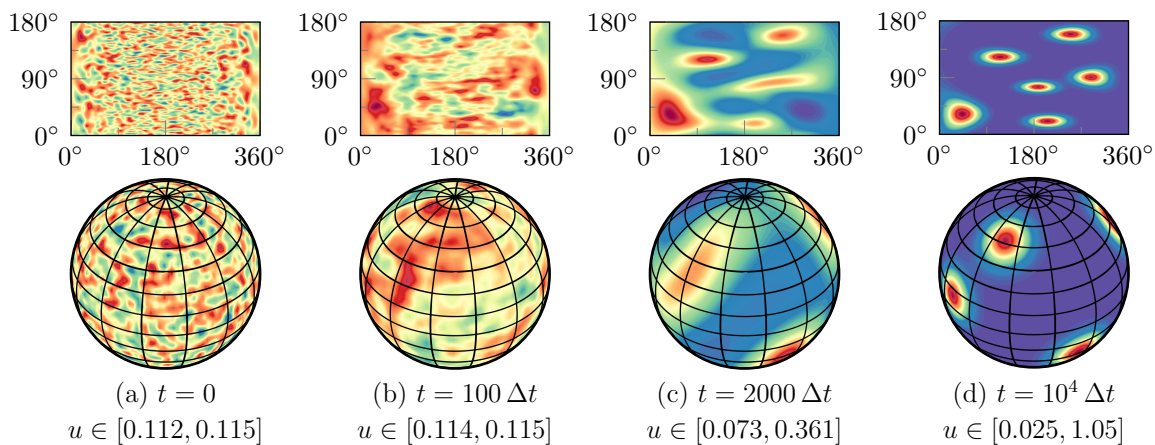 180° 180° 180° 180°
90° 90° 90° 90°
0° 0° 0° 0°
0° 180° 360° 0° 180° 360° 0° 180° 360° 0° 180° 360°
(a) t = 0 (b) t = 100 Δt (c) t = 2000 Δt (d) t = 10⁴ Δt
u ∈ [0.112, 0.115] u ∈ [0.114, 0.115] u ∈ [0.073, 0.361] u ∈ [0.025, 1.05]